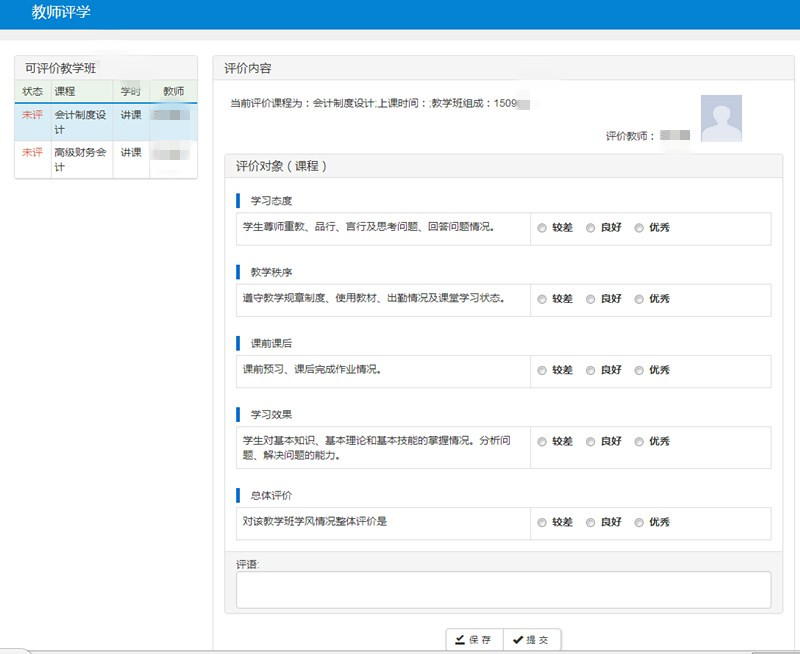 教师评学
可评价教学班
状态 课程 学时 教师
未评 会计制度设计 讲课
未评 高级财务会计 讲课
评价内容
当前评价课程为：会计制度设计;上课时间：;教学班组成：1509
评价教师：
评价对象（课程）
学习态度
学生尊师重教、品行、言行及思考问题、回答问题情况。 较差 良好 优秀
教学秩序
遵守教学规章制度、使用教材、出勤情况及课堂学习状态。 较差 良好 优秀
课前课后
课前预习、课后完成作业情况。 较差 良好 优秀
学习效果
学生对基本知识、基本理论和基本技能的掌握情况。分析问 较差 良好 优秀
题、解决问题的能力。
总体评价
对该教学班学风情况整体评价是 较差 良好 优秀
评语:
保存 提交